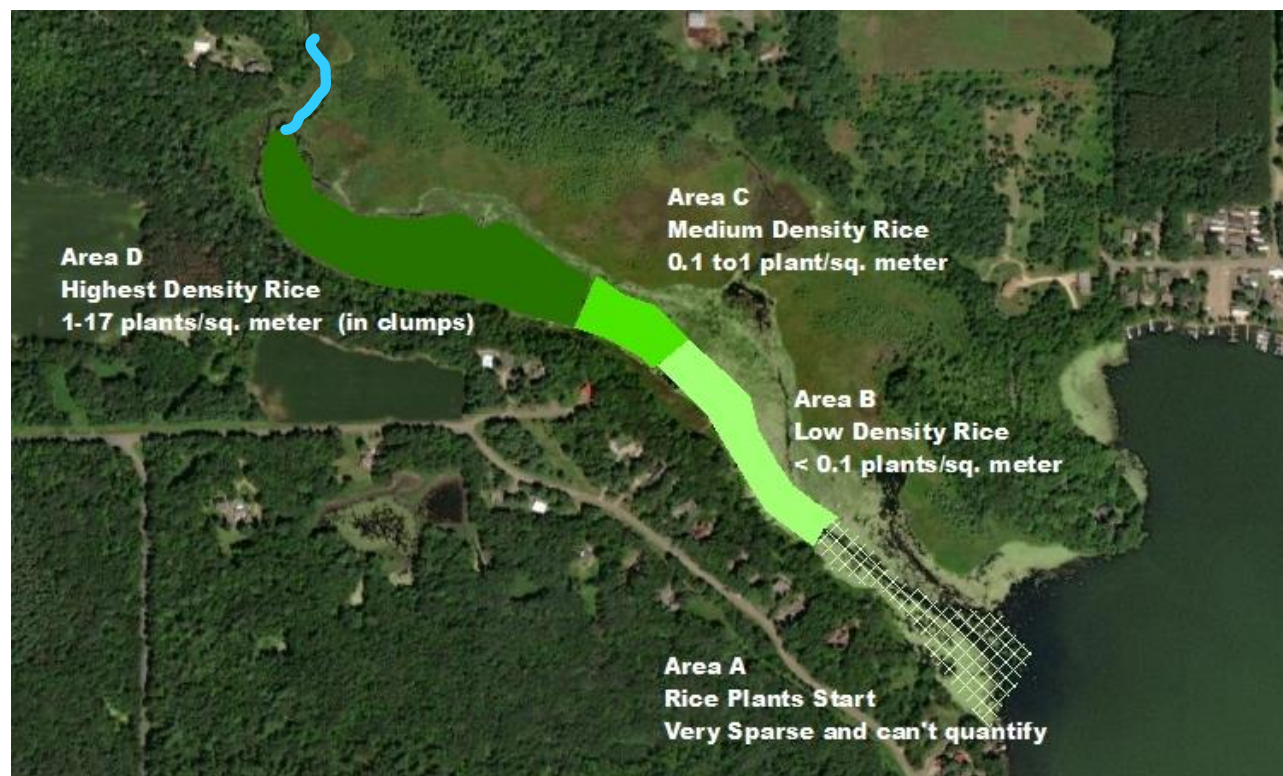 Area C
Medium Density Rice
0.1 to1 plant/sq. meter
Area D
Highest Density Rice
1-17 plants/sq. meter (in clumps)
Area B
Low Density Rice
< 0.1 plants/sq. meter
Area A
Rice Plants Start
Very Sparse and can't quantify